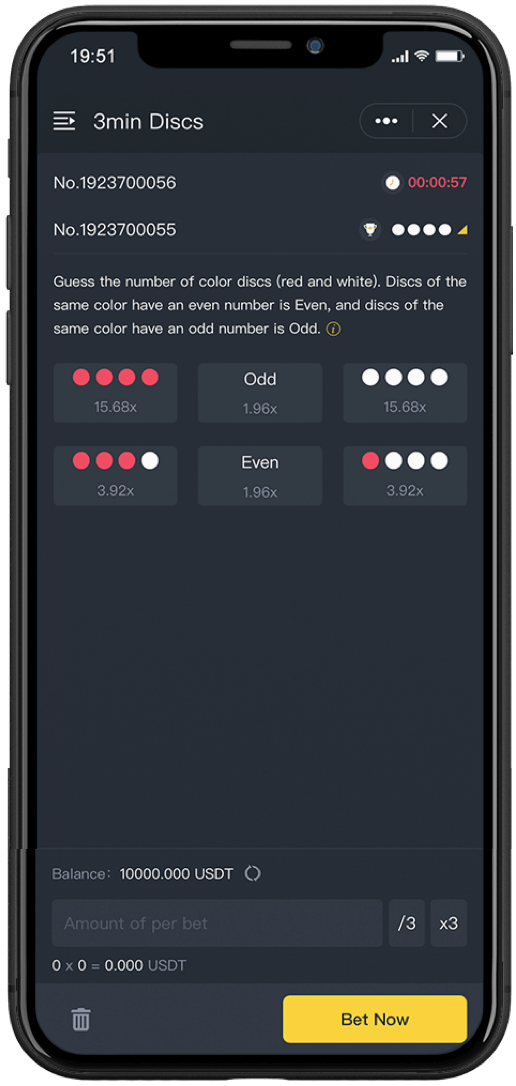 19:51
3min Discs
No.1923700056 00:00:57
No.1923700055
Guess the number of color discs (red and white). Discs of the
same color have an even number is Even, and discs of the
same color have an odd number is Odd.
Odd
15.68x 1.96x 15.68x
Even
3.92x 1.96x 3.92x
Balance: 10000.000 USDT
Amount of per bet /3 x3
0 x 0 = 0.000 USDT
Bet Now